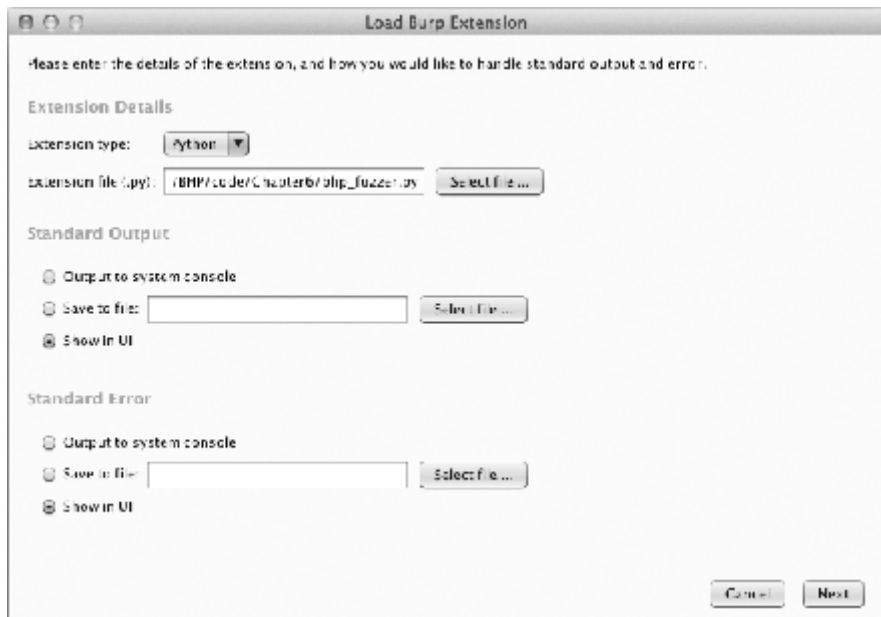 Load Burp Extension
Please enter the details of the extension, and how you would like to handle standard output and error.
Extension Details
Extension type: Python
Extension file (.py): /BHP/code/Chapter6/bhp_fuzzer.py Select file ...
Standard Output
Output to system console
Save to file: Select file ...
Show in UI
Standard Error
Output to system console
Save to file: Select file ...
Show in UI
Cancel Next